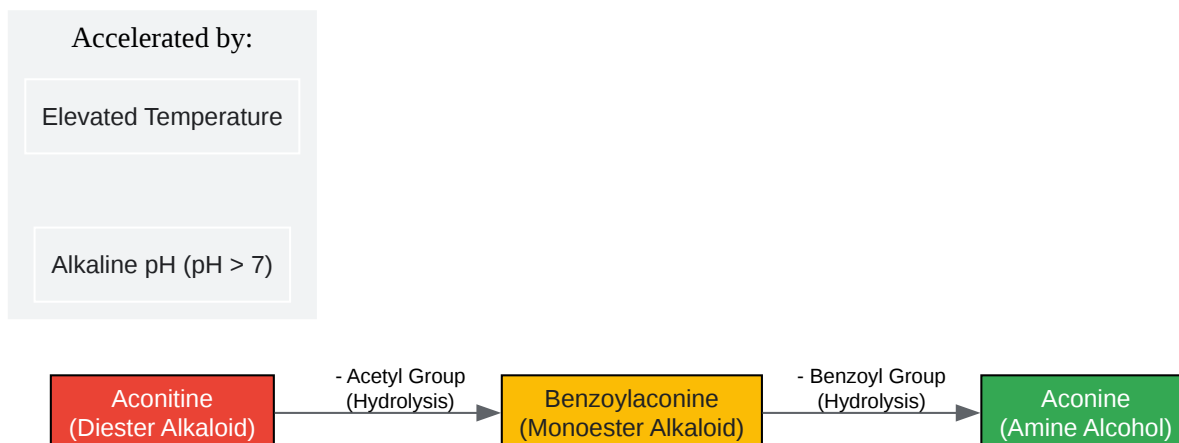 Accelerated by:
Elevated Temperature
Alkaline pH (pH > 7)
- Acetyl Group
(Hydrolysis)
- Benzoyl Group
(Hydrolysis)
Aconitine
(Diester Alkaloid)
Benzoylaconine
(Monoester Alkaloid)
Aconine
(Amine Alcohol)